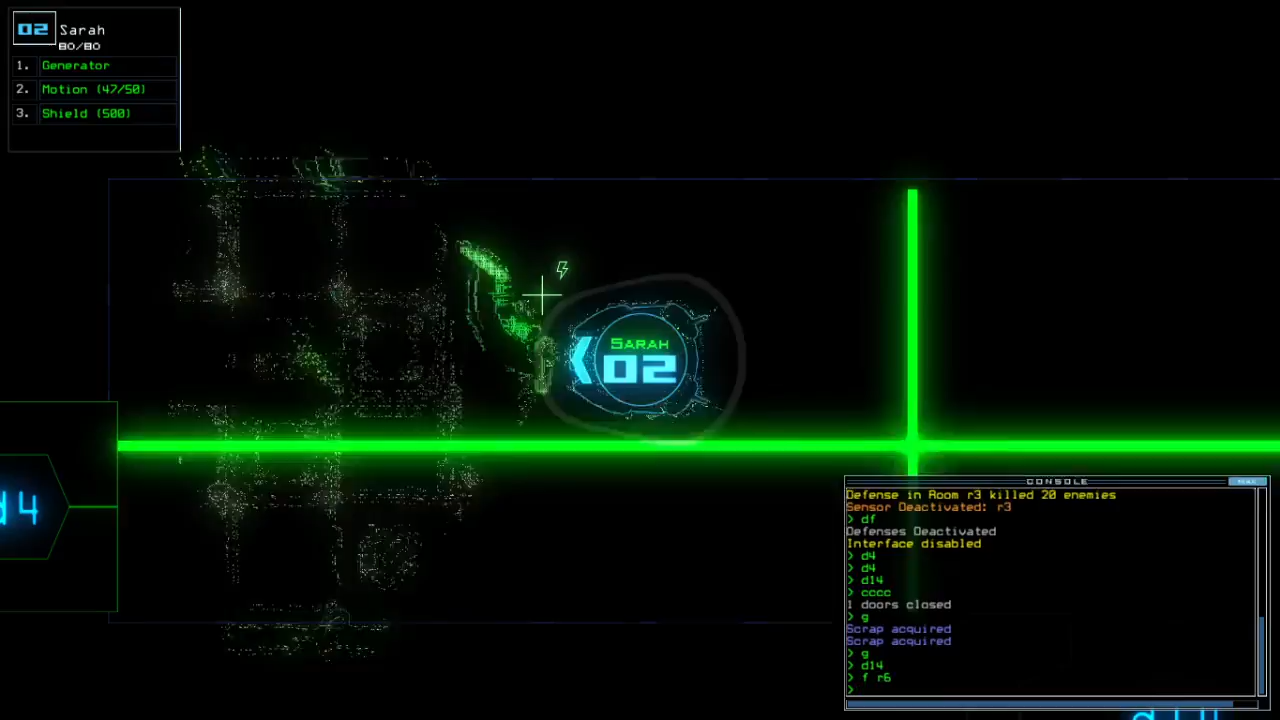 02 Sarah
80/80
1. Generator
2. Motion (47/50)
3. Shield (500)
SARAH
02
d4
CONSOLE
Defense in Room r3 killed 20 enemies
Sensor Deactivated: r3
> df
Defenses Deactivated
Interface disabled
> d4
> d4
> d14
> cccc
1 doors closed
> g
Scrap acquired
Scrap acquired
> g
> d14
> f r6
>